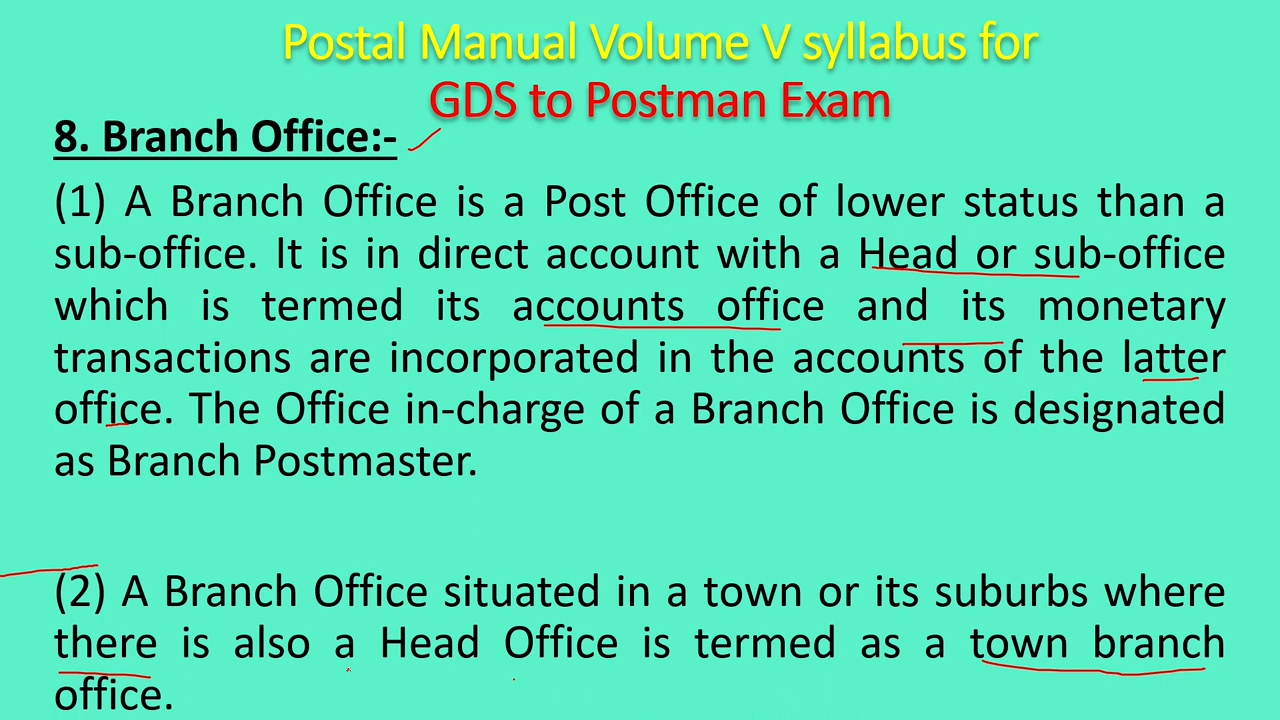 Postal Manual Volume V syllabus for
GDS to Postman Exam
8. Branch Office:-
(1) A Branch Office is a Post Office of lower status than a
sub-office. It is in direct account with a Head or sub-office
which is termed its accounts office and its monetary
transactions are incorporated in the accounts of the latter
office. The Office in-charge of a Branch Office is designated
as Branch Postmaster.
(2) A Branch Office situated in a town or its suburbs where
there is also a Head Office is termed as a town branch
office.